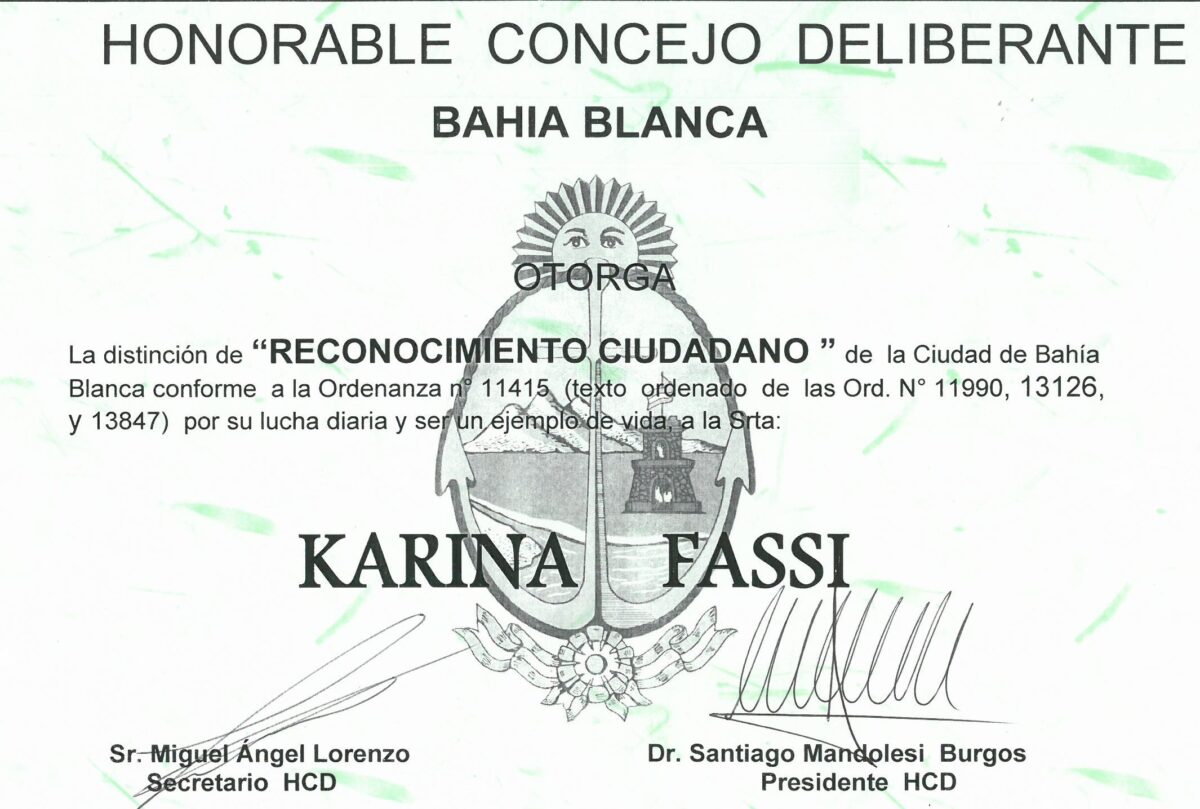 HONORABLE CONCEJO DELIBERANTE
BAHIA BLANCA
OTORGA
La distinción de “RECONOCIMIENTO CIUDADANO ” de la Ciudad de Bahía
Blanca conforme a la Ordenanza n° 11415 (texto ordenado de las Ord. N° 11990, 13126,
y 13847) por su lucha diaria y ser un ejemplo de vida, a la Srta:
KARINA FASSI
Sr. Miguel Ángel Lorenzo
Secretario HCD
Dr. Santiago Mandolesi Burgos
Presidente HCD